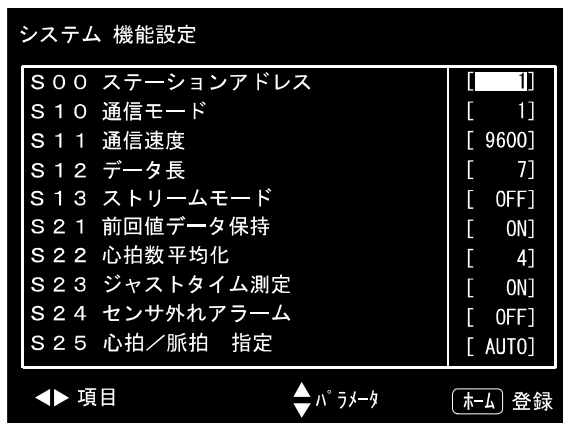 システム 機能設定
S00 ステーションアドレス [ 1]
S10 通信モード [ 1]
S11 通信速度 [ 9600]
S12 データ長 [ 7]
S13 ストリームモード [ OFF]
S21 前回値データ保持 [ ON]
S22 心拍数平均化 [ 4]
S23 ジャストタイム測定 [ ON]
S24 センサ外れアラーム [ OFF]
S25 心拍/脈拍 指定 [ AUTO]
◀▶ 項目 ▲▼ パラメータ ホーム 登録